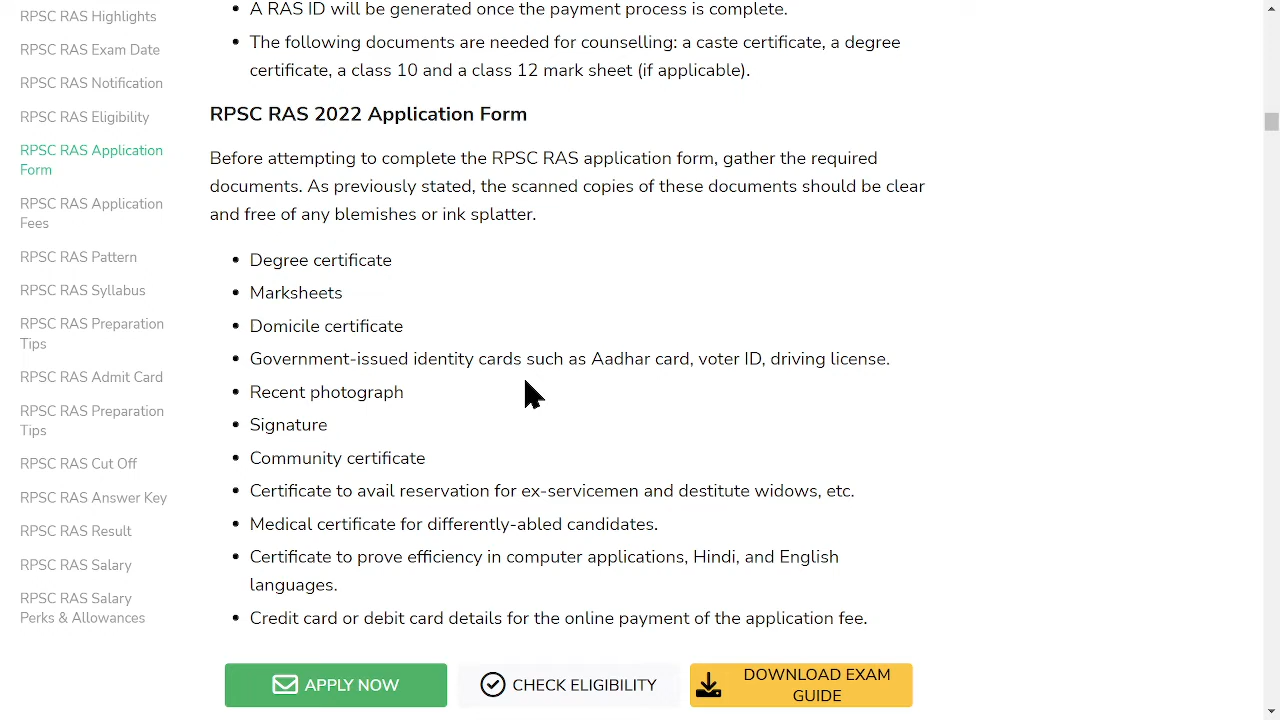 RPSC RAS Highlights
RPSC RAS Exam Date
RPSC RAS Notification
RPSC RAS Eligibility
RPSC RAS Application
Form
RPSC RAS Application
Fees
RPSC RAS Pattern
RPSC RAS Syllabus
RPSC RAS Preparation
Tips
RPSC RAS Admit Card
RPSC RAS Preparation
Tips
RPSC RAS Cut Off
RPSC RAS Answer Key
RPSC RAS Result
RPSC RAS Salary
RPSC RAS Salary
Perks & Allowances
• A RAS ID will be generated once the payment process is complete.
• The following documents are needed for counselling: a caste certificate, a degree
certificate, a class 10 and a class 12 mark sheet (if applicable).
RPSC RAS 2022 Application Form
Before attempting to complete the RPSC RAS application form, gather the required
documents. As previously stated, the scanned copies of these documents should be clear
and free of any blemishes or ink splatter.
• Degree certificate
• Marksheets
• Domicile certificate
• Government-issued identity cards such as Aadhar card, voter ID, driving license.
• Recent photograph
• Signature
• Community certificate
• Certificate to avail reservation for ex-servicemen and destitute widows, etc.
• Medical certificate for differently-abled candidates.
• Certificate to prove efficiency in computer applications, Hindi, and English
languages.
• Credit card or debit card details for the online payment of the application fee.
APPLY NOW
CHECK ELIGIBILITY
DOWNLOAD EXAM
GUIDE